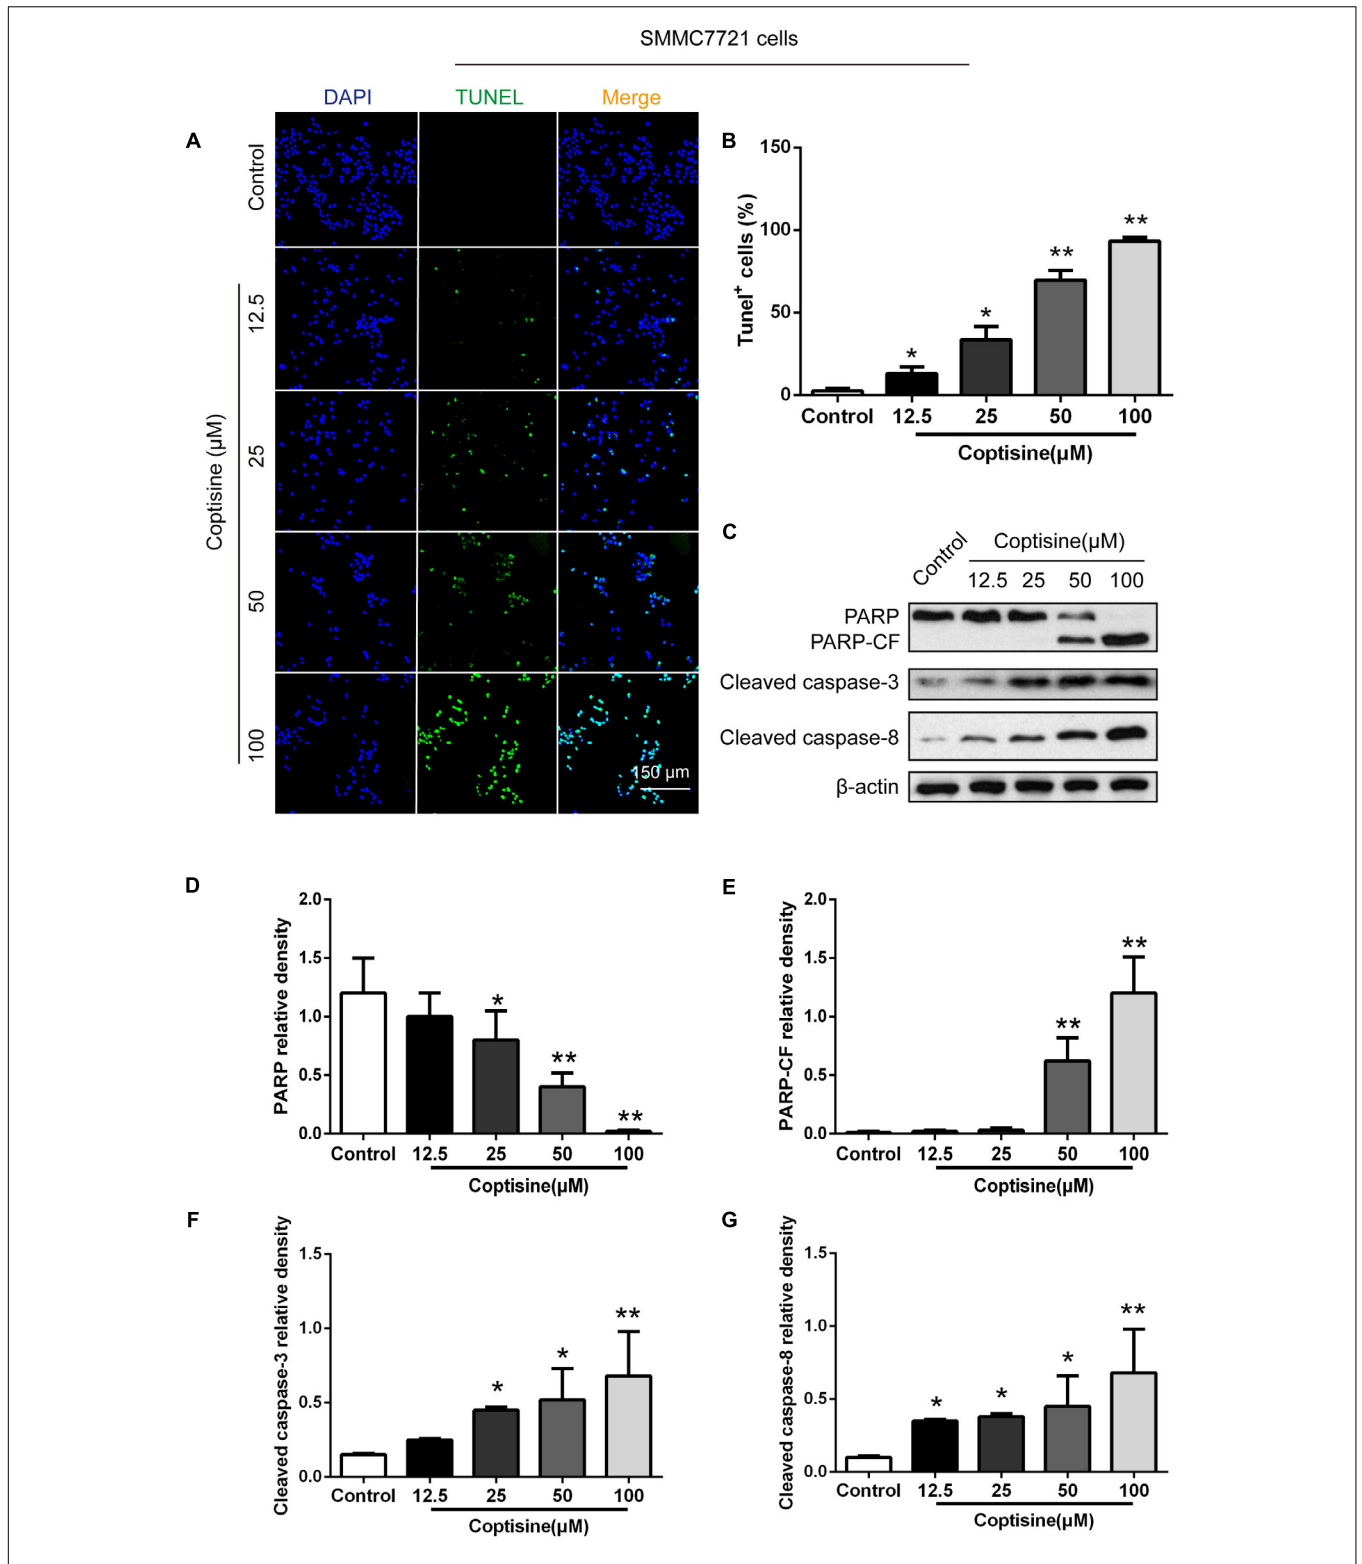 SMMC7721 cells
DAPI TUNEL Merge
A
Control
Coptisine (μM)
12.5
25
50
100
150 μm
B
Tunel+ cells (%)
150
100
50
0
* * ** **
Control 12.5 25 50 100
Coptisine(μM)
C
Control
Coptisine(μM)
12.5 25 50 100
PARP
PARP-CF
Cleaved caspase-3
Cleaved caspase-8
β-actin
D
PARP relative density
2.0
1.5
1.0
0.5
0.0
* ** **
Control 12.5 25 50 100
Coptisine(μM)
E
PARP-CF relative density
2.0
1.5
1.0
0.5
0.0
** **
Control 12.5 25 50 100
Coptisine(μM)
F
Cleaved caspase-3 relative density
1.5
1.0
0.5
0.0
* * **
Control 12.5 25 50 100
Coptisine(μM)
G
Cleaved caspase-8 relative density
1.5
1.0
0.5
0.0
* * * **
Control 12.5 25 50 100
Coptisine(μM)